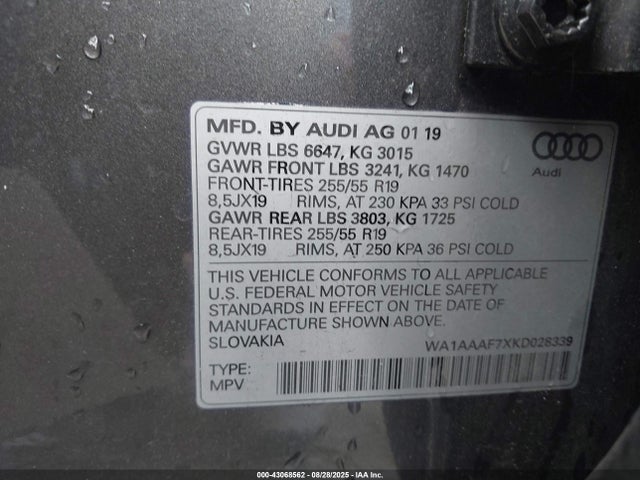 MFD. BY AUDI AG 01 19
GVWR LBS 6647, KG 3015
GAWR FRONT LBS 3241, KG 1470
FRONT-TIRES 255/55 R19
8,5JX19 RIMS, AT 230 KPA 33 PSI COLD
GAWR REAR LBS 3803, KG 1725
REAR-TIRES 255/55 R19
8,5JX19 RIMS, AT 250 KPA 36 PSI COLD
Audi
THIS VEHICLE CONFORMS TO ALL APPLICABLE
U.S. FEDERAL MOTOR VEHICLE SAFETY
STANDARDS IN EFFECT ON THE DATE OF
MANUFACTURE SHOWN ABOVE.
SLOVAKIA WA1AAAF7XKD028339
TYPE:
MPV
000-43068562 | 08/28/2025 | IAA Inc.